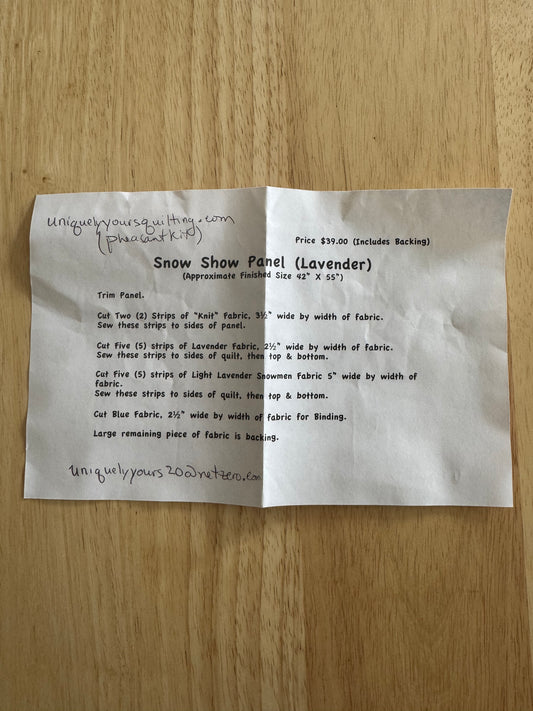 uniquelyyoursquilting.com
(pheasant kit)
Price $39.00 (Includes Backing)
Snow Show Panel (Lavender)
(Approximate Finished Size 42" X 55")
Trim Panel.
Cut Two (2) Strips of "Knit" Fabric, 3½" wide by width of fabric.
Sew these strips to sides of panel.
Cut Five (5) strips of Lavender Fabric, 2½" wide by width of fabric.
Sew these strips to sides of quilt, then top & bottom.
Cut Five (5) strips of Light Lavender Snowmen Fabric 5" wide by width of
fabric.
Sew these strips to sides of quilt, then top & bottom.
Cut Blue Fabric, 2½" wide by width of fabric for Binding.
Large remaining piece of fabric is backing.
uniquelyyours20@netzero.com